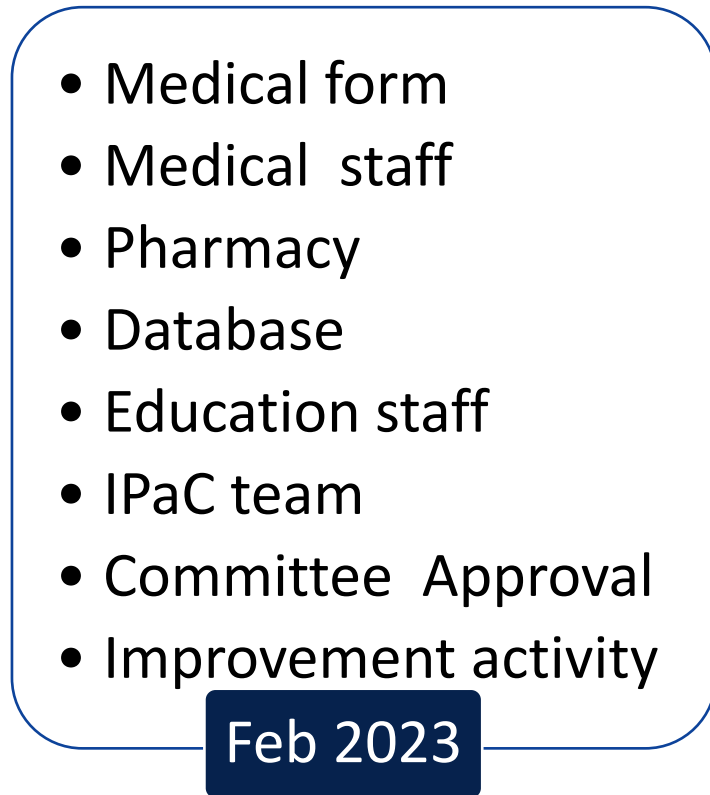 • Medical form
• Medical  staff
• Pharmacy
• Database
• Education staff
• IPaC team
• Committee  Approval
• Improvement activity
Feb 2023